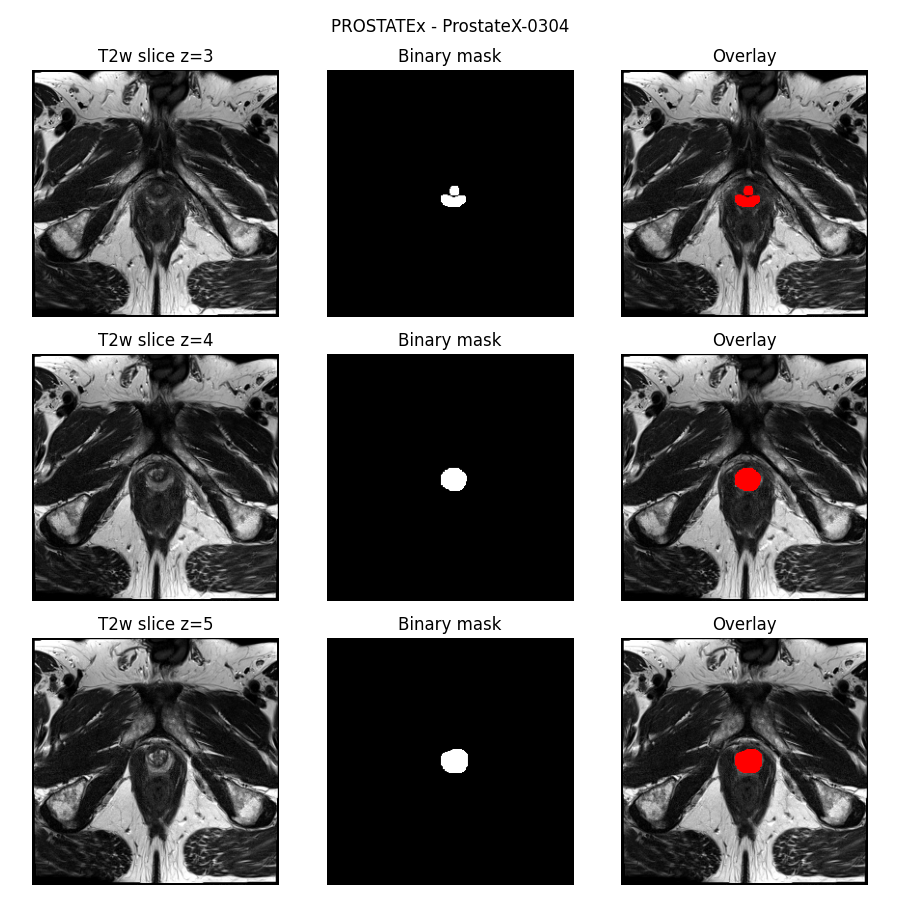 PROSTATEx - ProstateX-0304
T2w slice z=3
Binary mask
Overlay
T2w slice z=4
Binary mask
Overlay
T2w slice z=5
Binary mask
Overlay